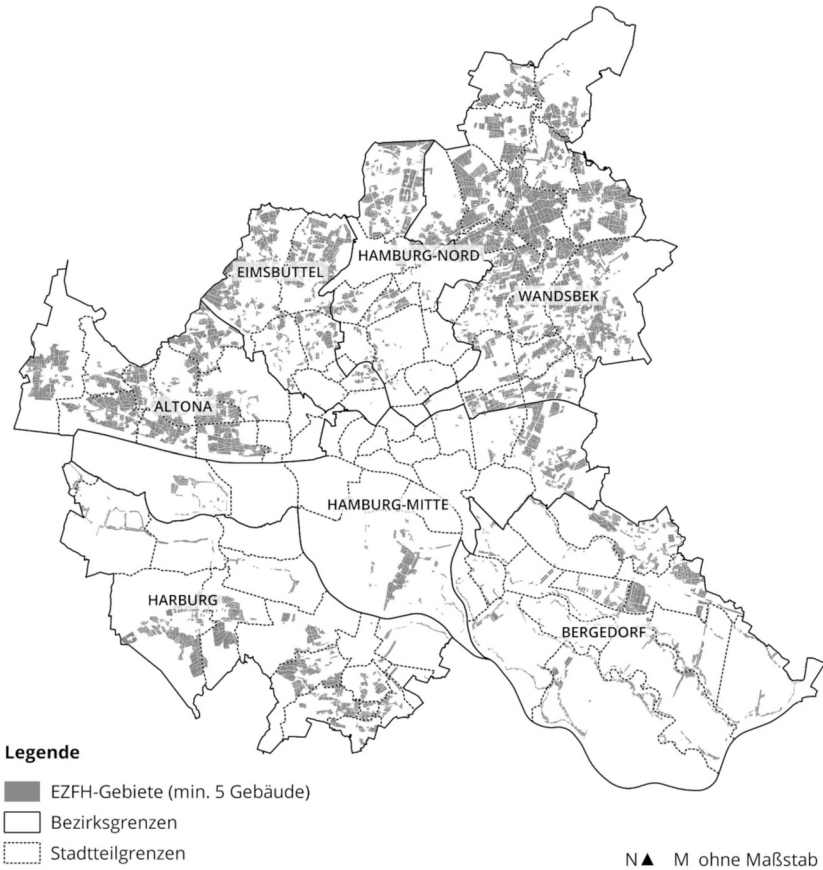 HAMBURG-NORD
EIMSBÜTTEL
WANDSBEK
ALTONA
HAMBURG-MITTE
HARBURG
BERGEDORF
Legende
EZFH-Gebiete (min. 5 Gebäude)
Bezirksgrenzen
Stadtteilgrenzen
N▲ M ohne Maßstab